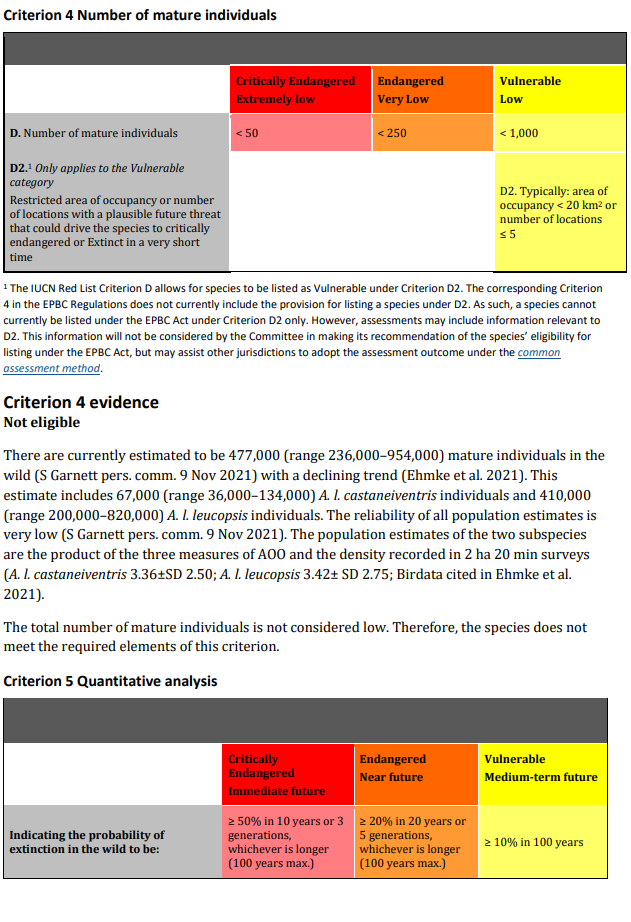 Criterion 4 Number of mature individuals
Critically Endangered
Extremely low
Endangered
Very Low
Vulnerable
Low
D. Number of mature individuals
< 50
< 250
< 1,000
D2.¹ Only applies to the Vulnerable
category
Restricted area of occupancy or number
of locations with a plausible future threat
that could drive the species to critically
endangered or Extinct in a very short
time
D2. Typically: area of
occupancy < 20 km² or
number of locations
≤ 5
¹ The IUCN Red List Criterion D allows for species to be listed as Vulnerable under Criterion D2. The corresponding Criterion
4 in the EPBC Regulations does not currently include the provision for listing a species under D2. As such, a species cannot
currently be listed under the EPBC Act under Criterion D2 only. However, assessments may include information relevant to
D2. This information will not be considered by the Committee in making its recommendation of the species' eligibility for
listing under the EPBC Act, but may assist other jurisdictions to adopt the assessment outcome under the common
assessment method.
Criterion 4 evidence
Not eligible
There are currently estimated to be 477,000 (range 236,000–954,000) mature individuals in the
wild (S Garnett pers. comm. 9 Nov 2021) with a declining trend (Ehmke et al. 2021). This
estimate includes 67,000 (range 36,000–134,000) A. l. castaneiventris individuals and 410,000
(range 200,000–820,000) A. l. leucopsis individuals. The reliability of all population estimates is
very low (S Garnett pers. comm. 9 Nov 2021). The population estimates of the two subspecies
are the product of the three measures of AOO and the density recorded in 2 ha 20 min surveys
(A. l. castaneiventris 3.36±SD 2.50; A. l. leucopsis 3.42± SD 2.75; Birdata cited in Ehmke et al.
2021).
The total number of mature individuals is not considered low. Therefore, the species does not
meet the required elements of this criterion.
Criterion 5 Quantitative analysis
Critically
Endangered
Immediate future
Endangered
Near future
Vulnerable
Medium-term future
Indicating the probability of
extinction in the wild to be:
≥ 50% in 10 years or 3
generations,
whichever is longer
(100 years max.)
≥ 20% in 20 years or
5 generations,
whichever is longer
(100 years max.)
≥ 10% in 100 years